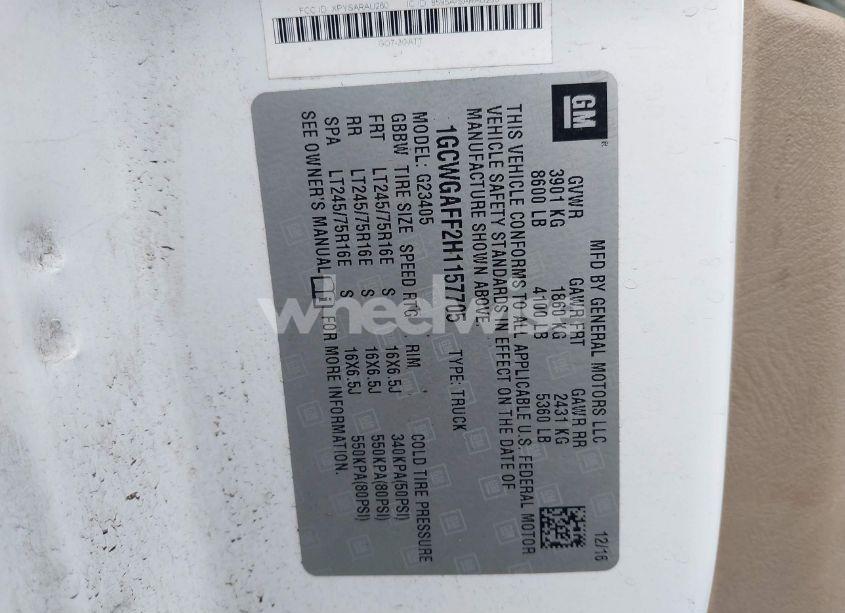 FCC ID: XPYSARAU260
GM
MFD BY GENERAL MOTORS LLC 12/16
GVWR GAWR FRT GAWR RR
3901 KG 1860 KG 2431 KG
8600 LB 4100 LB 5360 LB
THIS VEHICLE CONFORMS TO ALL APPLICABLE U.S. FEDERAL MOTOR
VEHICLE SAFETY STANDARDS IN EFFECT ON THE DATE OF
MANUFACTURE SHOWN ABOVE.
1GCWGAFF2H1157705 TYPE: TRUCK
MODEL: G23405
GBBW TIRE SIZE SPEED RTG RIM COLD TIRE PRESSURE
FRT LT245/75R16E S 16X6.5J 340KPA(50PSI)
RR LT245/75R16E S 16X6.5J 550KPA(80PSI)
SPA LT245/75R16E S 16X6.5J 550KPA(80PSI)
SEE OWNER'S MANUAL FOR MORE INFORMATION.
wheelwise